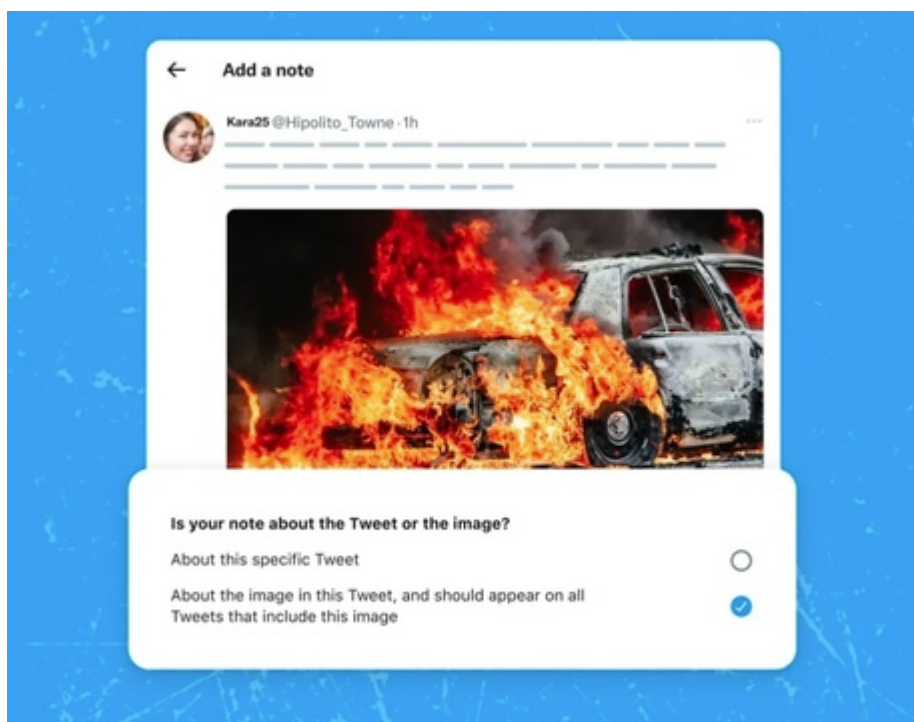 Add a note
Kara25 @Hipolito_Towne · 1h
Is your note about the Tweet or the image?
About this specific Tweet
About the image in this Tweet, and should appear on all
Tweets that include this image